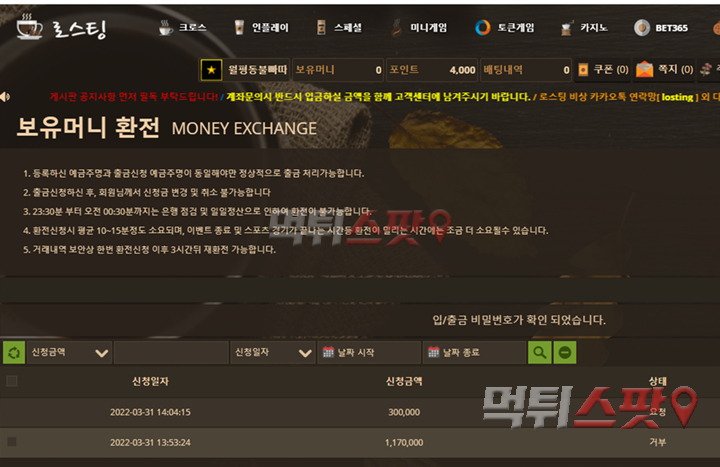 로스팅 크로스 인플레이 스페셜 미니게임 토큰게임 카지노 BET365
월평동불빠따 보유머니 0 포인트 4,000 배팅내역 0 쿠폰 (0) 쪽지 (0)
게시판 공지사항 먼저 필독 부탁드립니다! / 계좌문의시 반드시 입금하실 금액을 함께 고객센터에 남겨주시기 바랍니다. / 로스팅 비상 카카오톡 연락망[ losting ] 외 다
보유머니 환전 MONEY EXCHANGE
1. 등록하신 예금주명과 출금신청 예금주명이 동일해야만 정상적으로 출금 처리가능합니다.
2. 출금신청하신 후, 회원님께서 신청금 변경 및 취소 불가능합니다
3. 23:30분 부터 오전 00:30분까지는 은행 점검 및 일일정산으로 인하여 환전이 불가능합니다.
4. 환전신청시 평균 10~15분정도 소요되며, 이벤트 종료 및 스포츠 경기가 끝나는 시간등 환전이 밀리는 시간에는 조금 더 소요될수 있습니다.
5. 거래내역 보안상 한번 환전신청 이후 3시간뒤 재환전 가능합니다.
먹튀스팟
입/출금 비밀번호가 확인 되었습니다.
신청금액 신청일자 날짜 시작 날짜 종료
신청일자 신청금액 상태
2022-03-31 14:04:15 300,000 요청
먹튀스팟
2022-03-31 13:53:24 1,170,000 거부